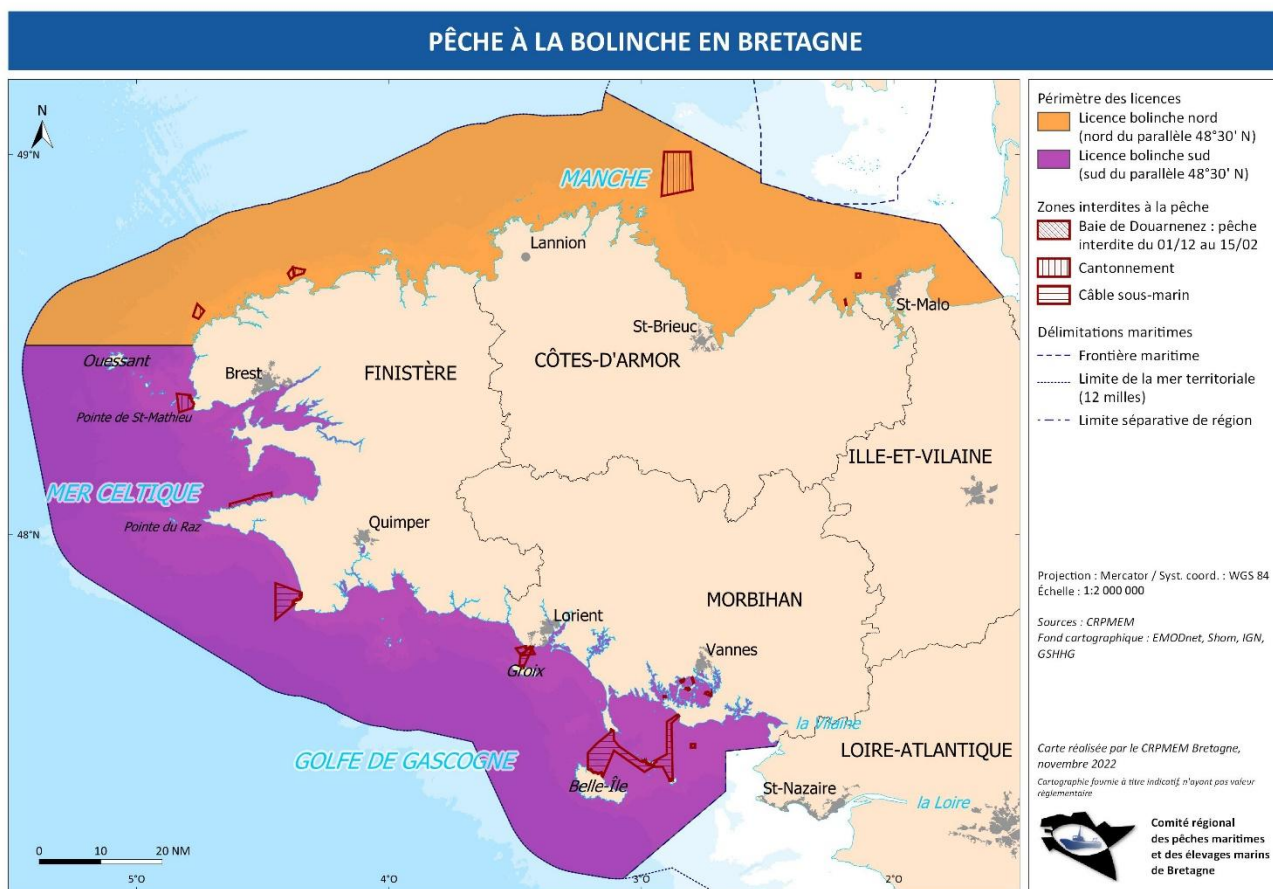 PÊCHE À LA BOLINCHE EN BRETAGNE
N
49°N
48°N
MANCHE
Lannion
St-Malo
St-Brieuc
CÔTES-D'ARMOR
Ouessant
Brest
FINISTÈRE
Pointe de St-Mathieu
ILLE-ET-VILAINE
MER CELTIQUE
Pointe du Raz
Quimper
MORBIHAN
Lorient
Vannes
Groix
la Vilaine
LOIRE-ATLANTIQUE
GOLFE DE GASCOGNE
Belle-Île
St-Nazaire
la Loire
0 10 20 NM
5°O
4°O
3°O
2°O
Périmètre des licences
Licence bolinche nord
(nord du parallèle 48°30' N)
Licence bolinche sud
(sud du parallèle 48°30' N)
Zones interdites à la pêche
Baie de Douarnenez : pêche
interdite du 01/12 au 15/02
Cantonnement
Câble sous-marin
Délimitations maritimes
Frontière maritime
Limite de la mer territoriale
(12 milles)
Limite séparative de région
Projection : Mercator / Syst. coord. : WGS 84
Échelle : 1:2 000 000
Sources : CRPMEM
Fond cartographique : EMODnet, Shom, IGN,
GSHHG
Carte réalisée par le CRPMEM Bretagne,
novembre 2022
Cartographie fournie à titre indicatif, n'ayant pas valeur
règlementaire
Comité régional
des pêches maritimes
et des élevages marins
de Bretagne